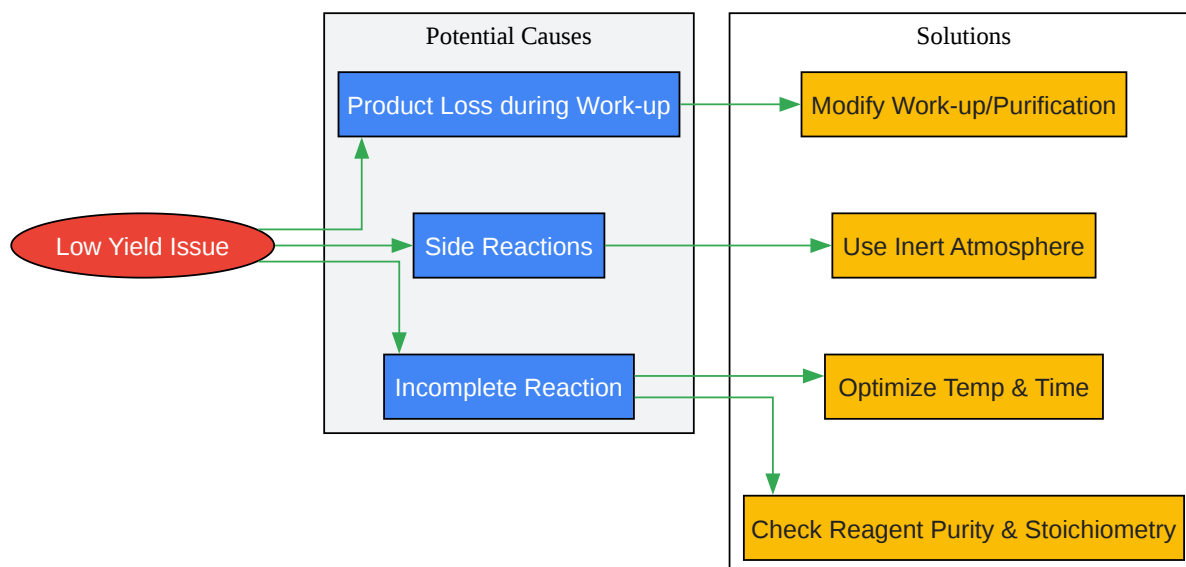 Potential Causes
Solutions
Product Loss during Work-up
Modify Work-up/Purification
Low Yield Issue
Side Reactions
Use Inert Atmosphere
Incomplete Reaction
Optimize Temp & Time
Check Reagent Purity & Stoichiometry